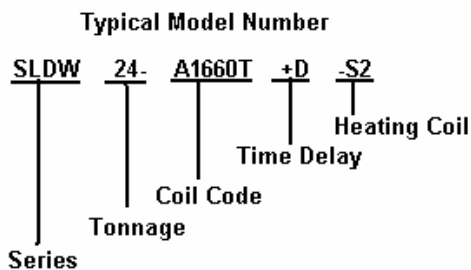 Typical Model Number
SLDW 24- A1660T +D -S2
Heating Coil
Time Delay
Coil Code
Tonnage
Series